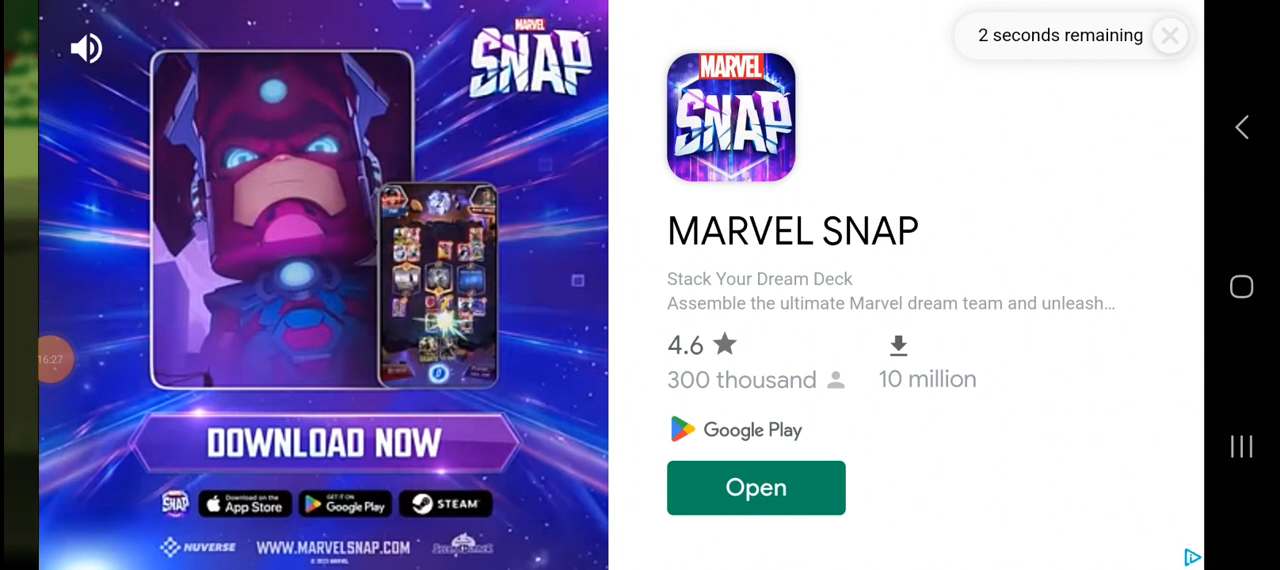 MARVEL
SNAP
16:27
DOWNLOAD NOW
SNAP
Download on the
App Store
GET IT ON
Google Play
STEAM
NUVERSE
WWW.MARVELSNAP.COM
© 2023 MARVEL
2 seconds remaining
MARVEL
SNAP
MARVEL SNAP
Stack Your Dream Deck
Assemble the ultimate Marvel dream team and unleash...
4.6
300 thousand
10 million
Google Play
Open